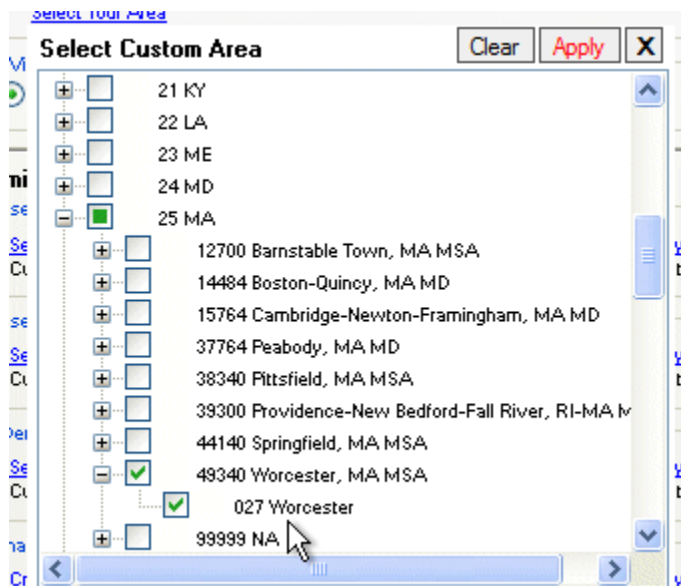 Select Your Area
Select Custom Area Clear Apply X
21 KY
22 LA
23 ME
24 MD
25 MA
12700 Barnstable Town, MA MSA
14484 Boston-Quincy, MA MD
15764 Cambridge-Newton-Framingham, MA MD
37764 Peabody, MA MD
38340 Pittsfield, MA MSA
39300 Providence-New Bedford-Fall River, RI-MA M
44140 Springfield, MA MSA
49340 Worcester, MA MSA
027 Worcester
99999 NA